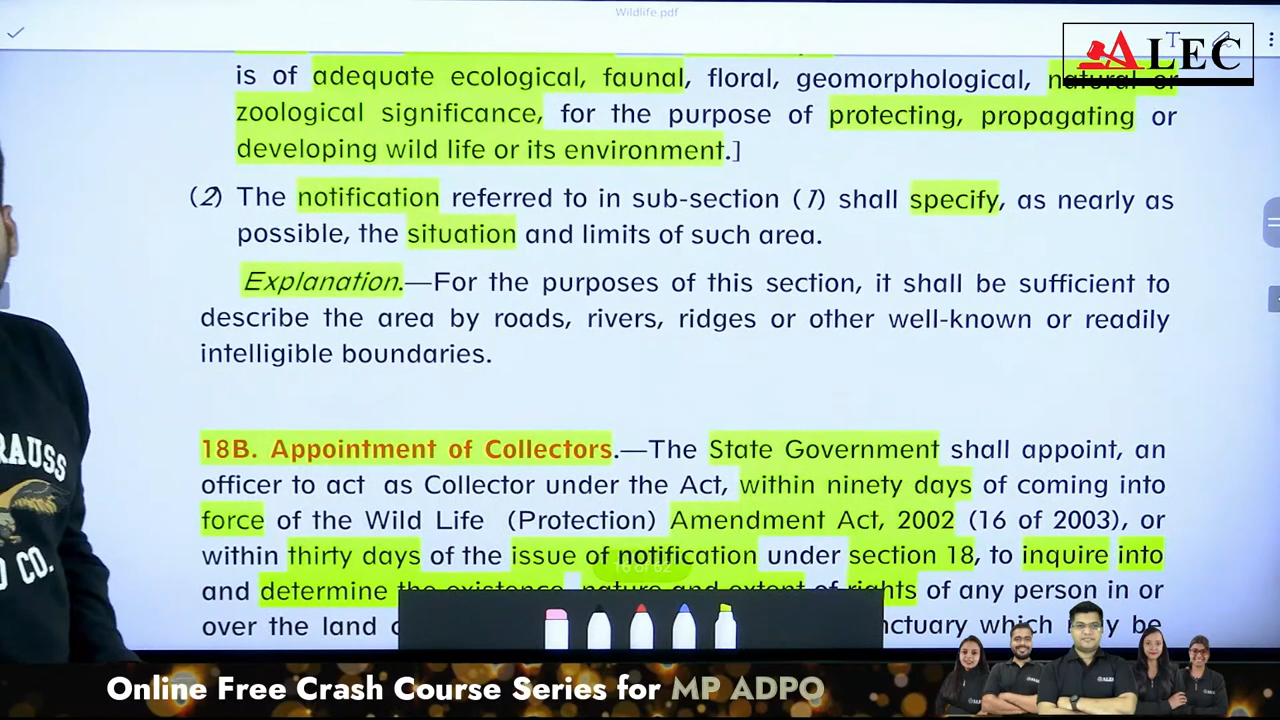 Wildlife.pdf
ALEC
is of adequate ecological, faunal, floral, geomorphological, natural or
zoological significance, for the purpose of protecting, propagating or
developing wild life or its environment.]
(2) The notification referred to in sub-section (1) shall specify, as nearly as
possible, the situation and limits of such area.
Explanation.—For the purposes of this section, it shall be sufficient to
describe the area by roads, rivers, ridges or other well-known or readily
intelligible boundaries.
18B. Appointment of Collectors.—The State Government shall appoint, an
officer to act as Collector under the Act, within ninety days of coming into
force of the Wild Life (Protection) Amendment Act, 2002 (16 of 2003), or
within thirty days of the issue of notification under section 18, to inquire into
16 of 62
and determine the existence, nature and extent of rights of any person in or
over the land
RAUSS
CO.
Online Free Crash Course Series for MP ADPO